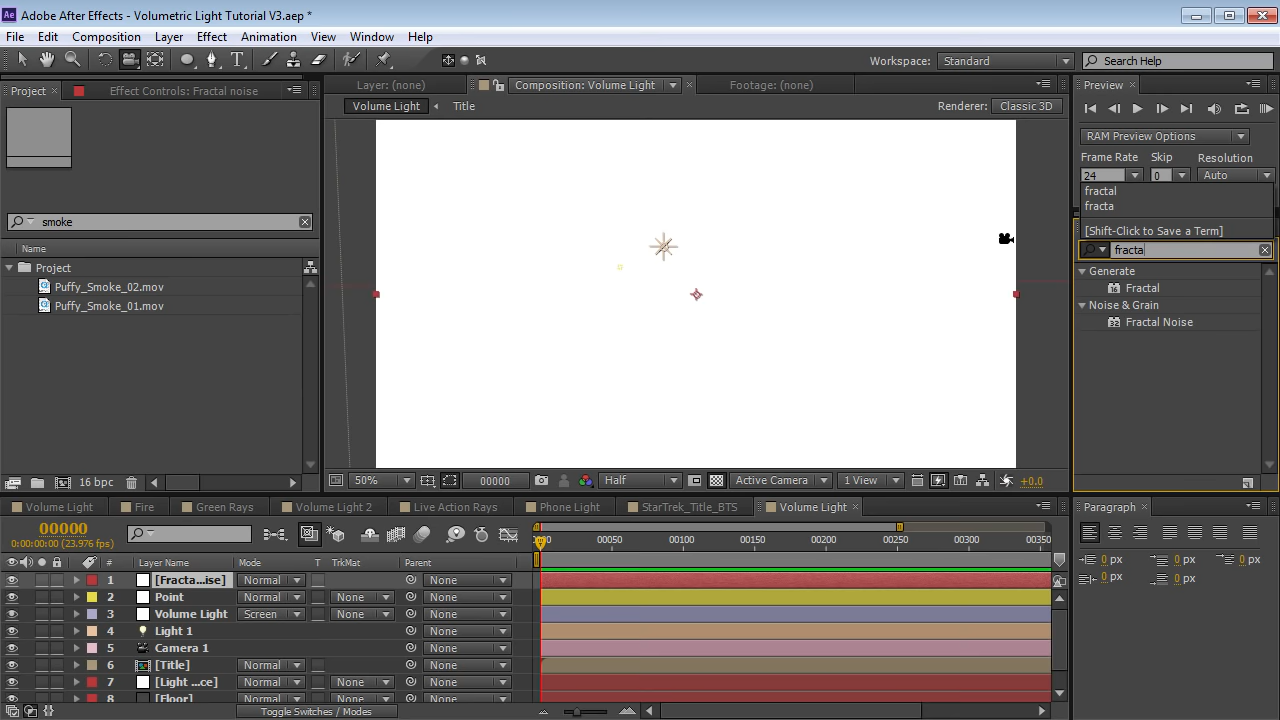 Adobe After Effects - Volumetric Light Tutorial V3.aep *
File Edit Composition Layer Effect Animation View Window Help
Workspace: Standard Search Help
Project Effect Controls: Fractal noise
Layer: (none) Composition: Volume Light Footage: (none)
Preview
Volume Light Title Renderer: Classic 3D
RAM Preview Options
Frame Rate Skip Resolution
24 0 Auto
fractal
fracta
[Shift-Click to Save a Term]
smoke
fracta
Name
Project
Puffy_Smoke_02.mov
Puffy_Smoke_01.mov
Generate
Fractal
Noise & Grain
Fractal Noise
16 bpc
50% 00000 Half Active Camera 1 View +0.0
Volume Light Fire Green Rays Volume Light 2 Live Action Rays Phone Light StarTrek_Title_BTS Volume Light
Paragraph
00000
0:00:00:00 (23.976 fps)
00050 00100 00150 00200 00250 00300 00350
0 px 0 px 0 px
0 px 0 px
# Layer Name Mode T TrkMat Parent
1 [Fracta...ise] Normal None
2 Point Normal None None
3 Volume Light Screen None None
4 Light 1 None
5 Camera 1 None
6 [Title] Normal None
7 [Light ...ce] Normal None None
8 [Floor] Normal None None
Toggle Switches / Modes